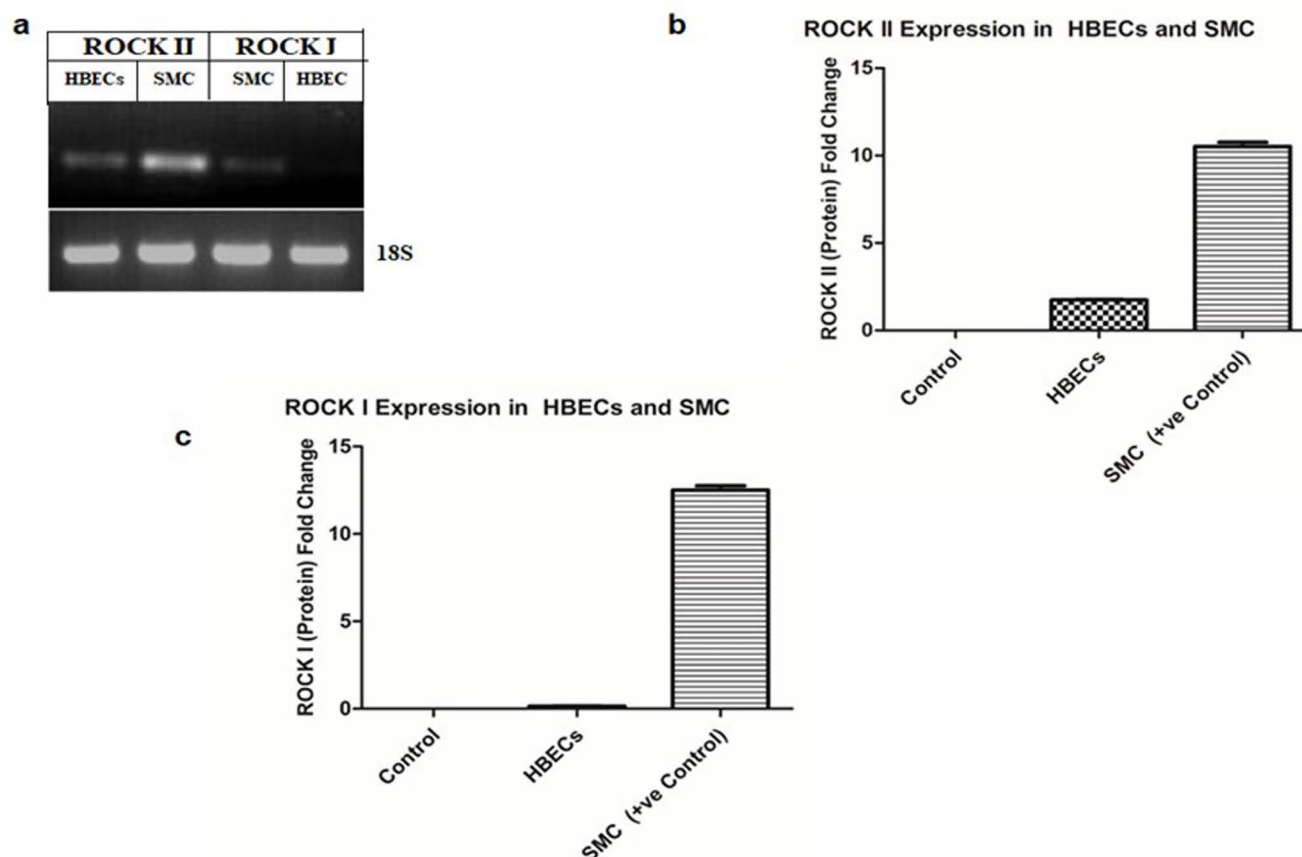 a
ROCK II ROCK I
HBECs SMC SMC HBEC
18S
b
ROCK II Expression in HBECs and SMC
ROCK II (Protein) Fold Change
15
10
5
0
Control
HBECs
SMC (+ve Control)
c
ROCK I Expression in HBECs and SMC
ROCK I (Protein) Fold Change
15
10
5
0
Control
HBECs
SMC (+ve Control)